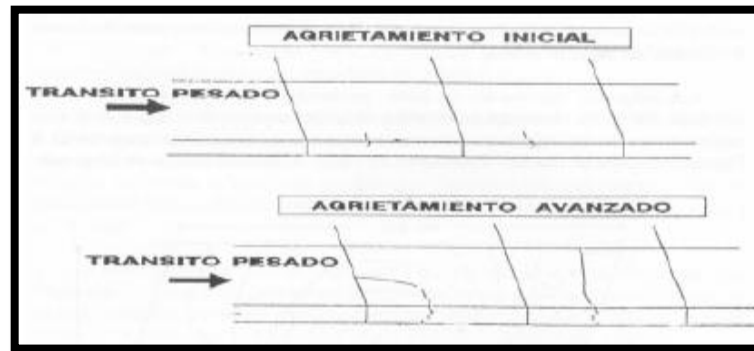 AGRIETAMIENTO INICIAL
TRANSITO PESADO
AGRIETAMIENTO AVANZADO
TRANSITO PESADO